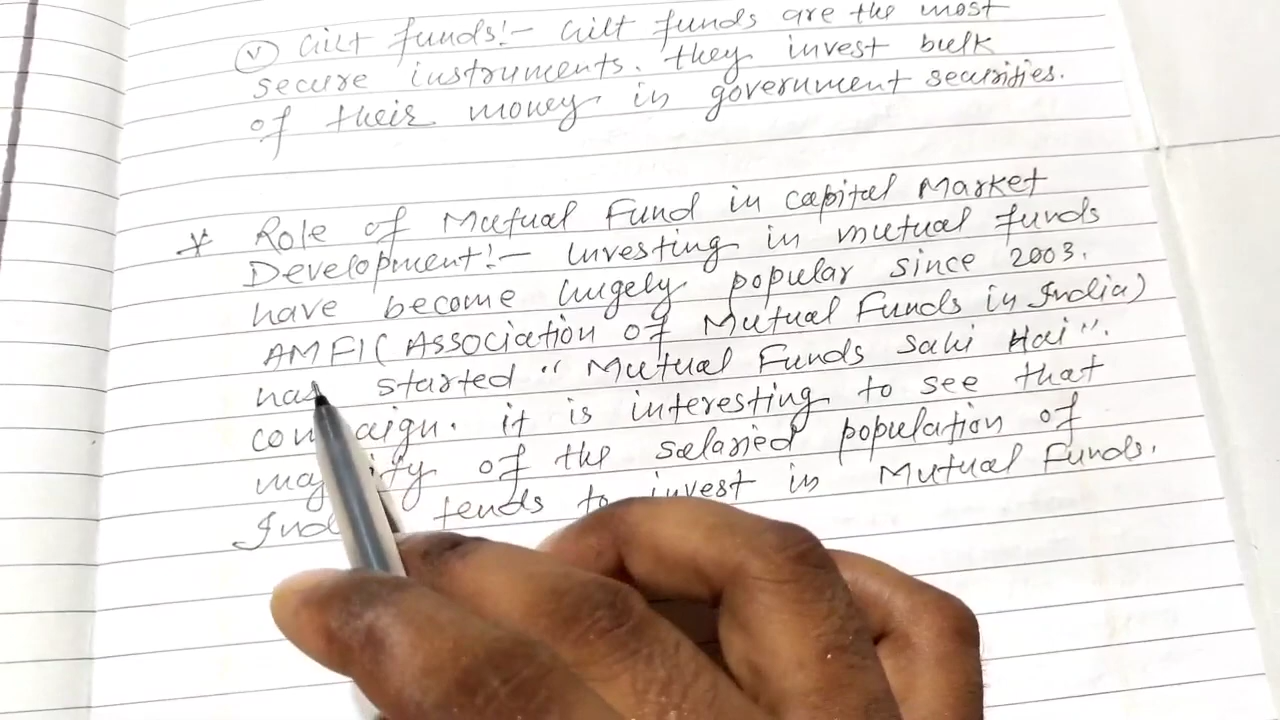 (v) Gilt funds:- Gilt funds are the most
secure instruments. they invest bulk
of their money in government securities.
* Role of Mutual Fund in capital Market
Development:- Investing in mutual funds
have become hugely popular since 2003.
AMFI (Association of Mutual Funds in India)
has started "Mutual Funds Sahi Hai".
it is interesting to see that
of the salaried population of
tends to invest in Mutual Funds.